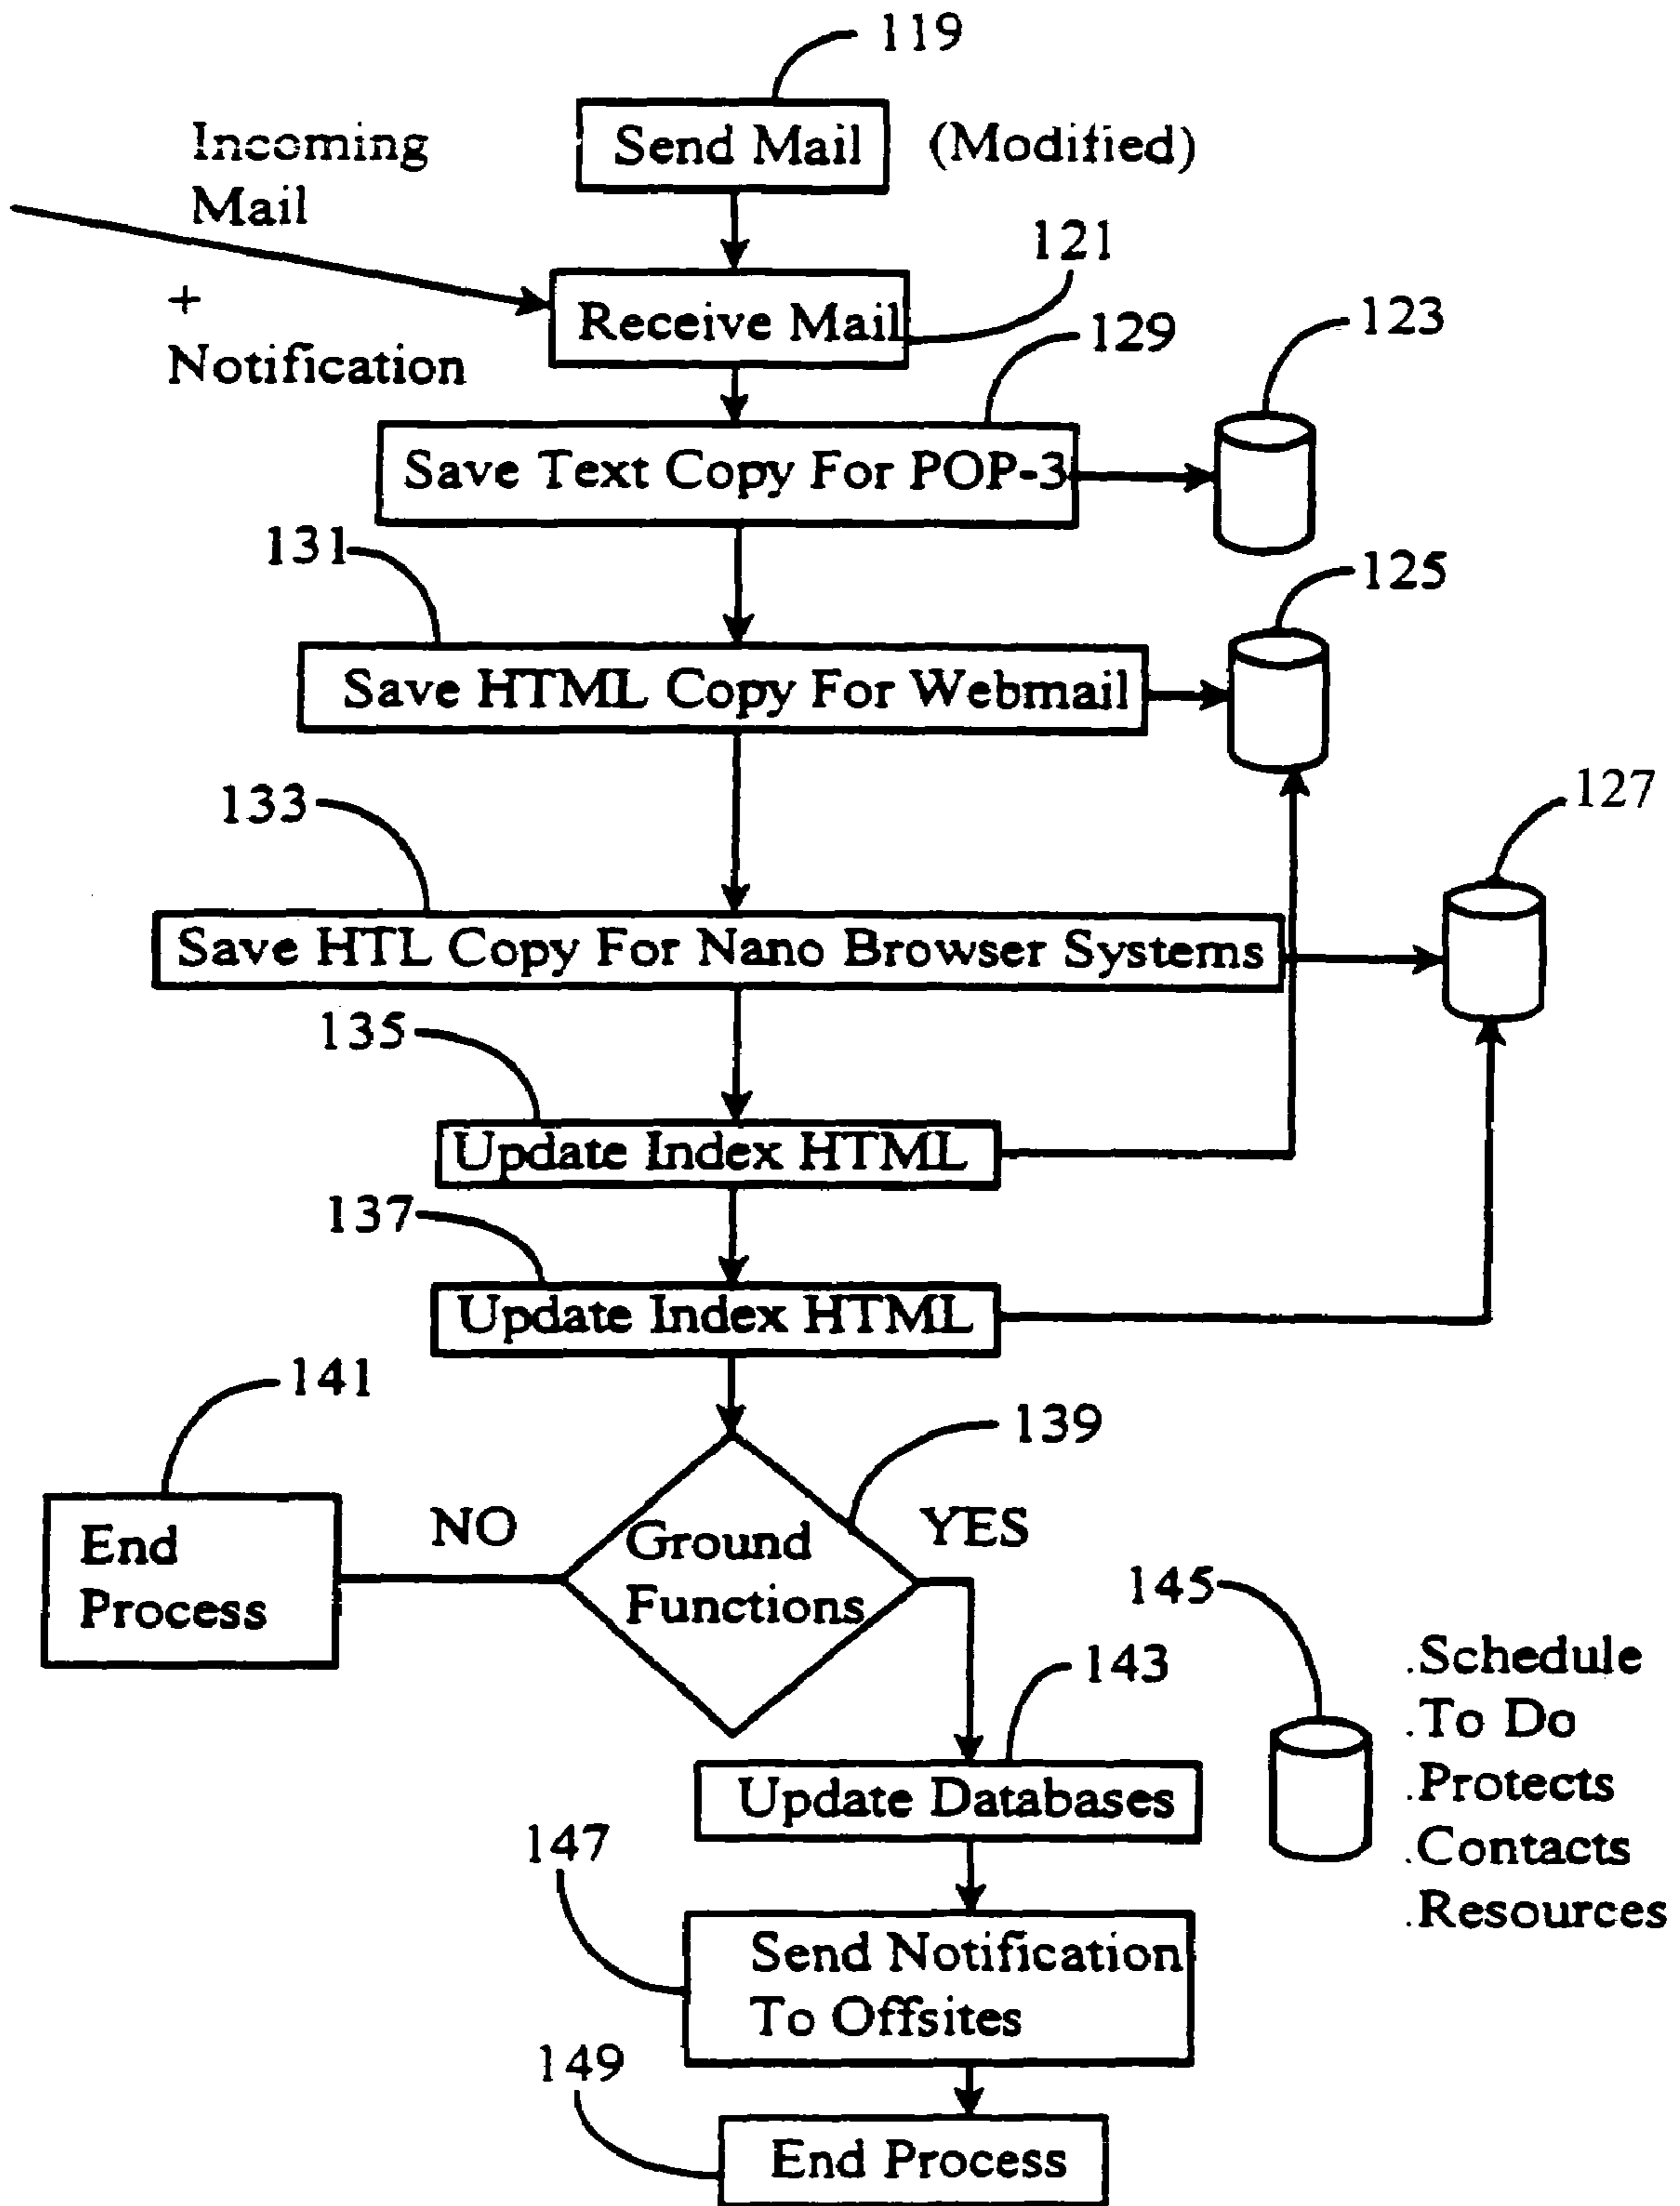 119
Send Mail
(Modified)
Incoming
Mail
+
Notification
121
Receive Mail
129
123
Save Text Copy For POP-3
131
125
Save HTML Copy For Webmail
133
127
Save HTL Copy For Nano Browser Systems
135
Update Index HTML
137
Update Index HTML
141
139
End
Process
NO
Ground
Functions
YES
145
.Schedule
.To Do
.Protects
.Contacts
.Resources
143
Update Databases
147
Send Notification
To Offsites
149
End Process